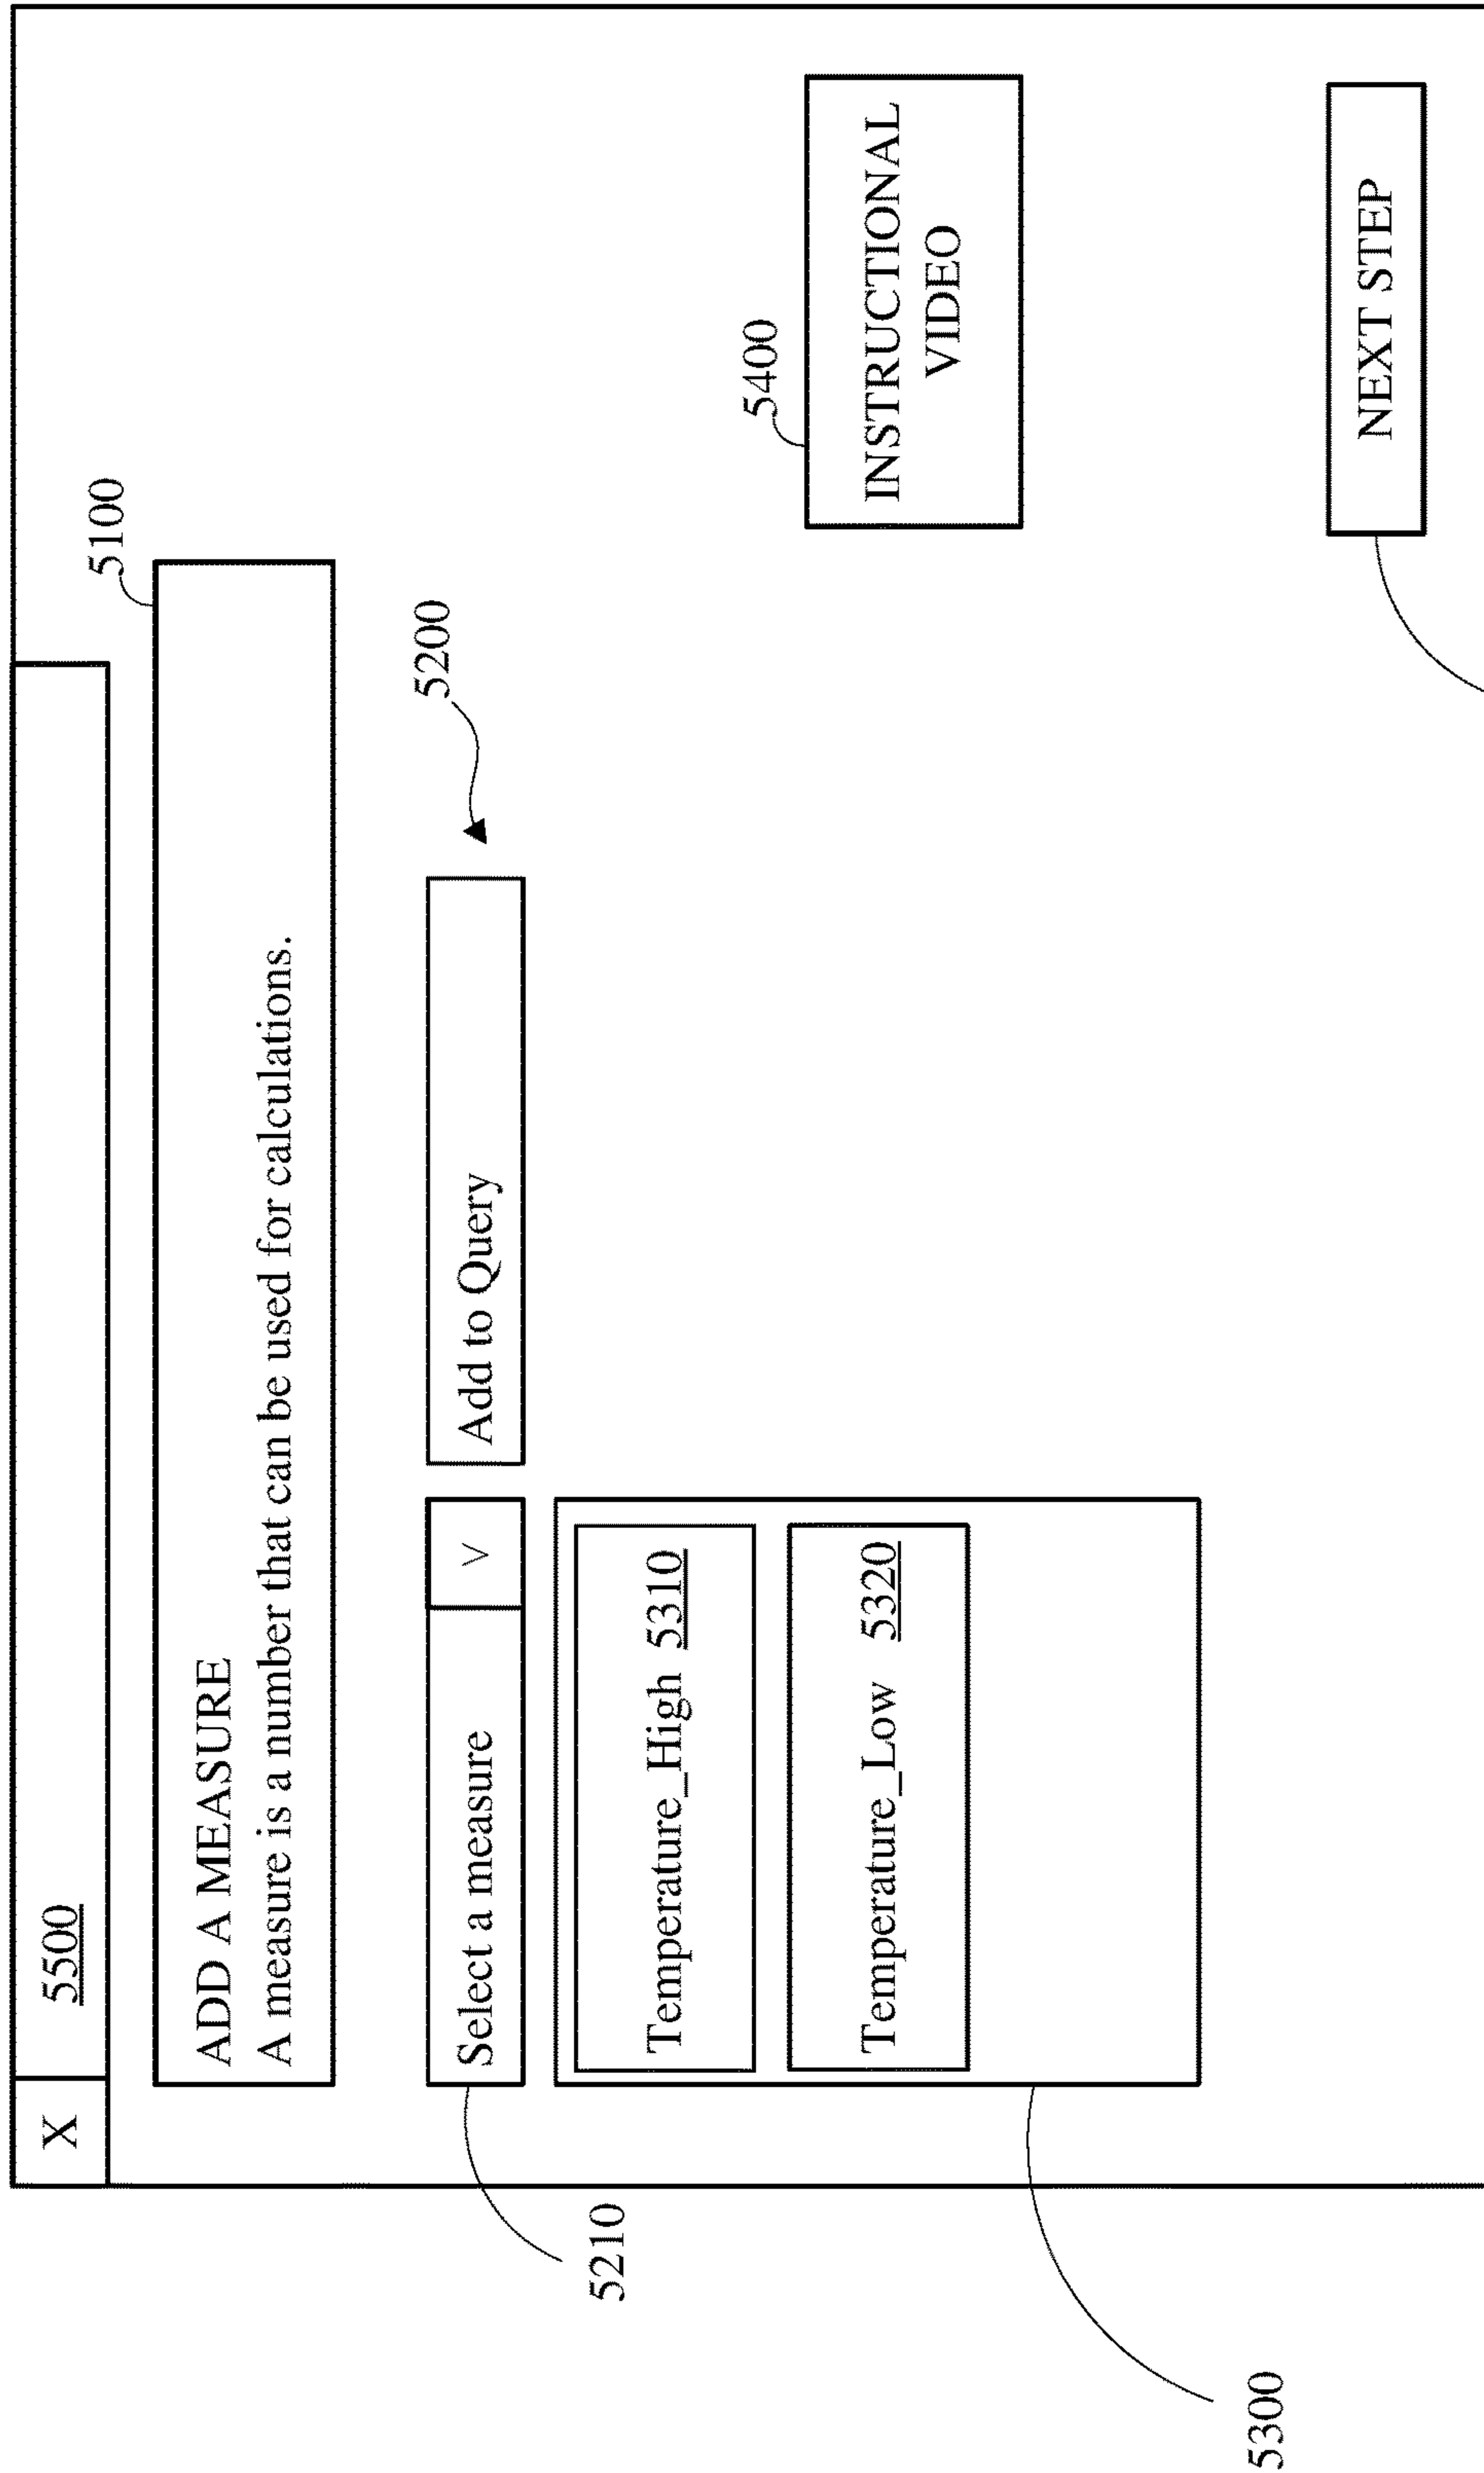 X
5500
5100
ADD A MEASURE
A measure is a number that can be used for calculations.
5200
5210
Select a measure
V
Add to Query
5300
Temperature_High 5310
Temperature_Low 5320
5400
INSTRUCTIONAL
VIDEO
NEXT STEP